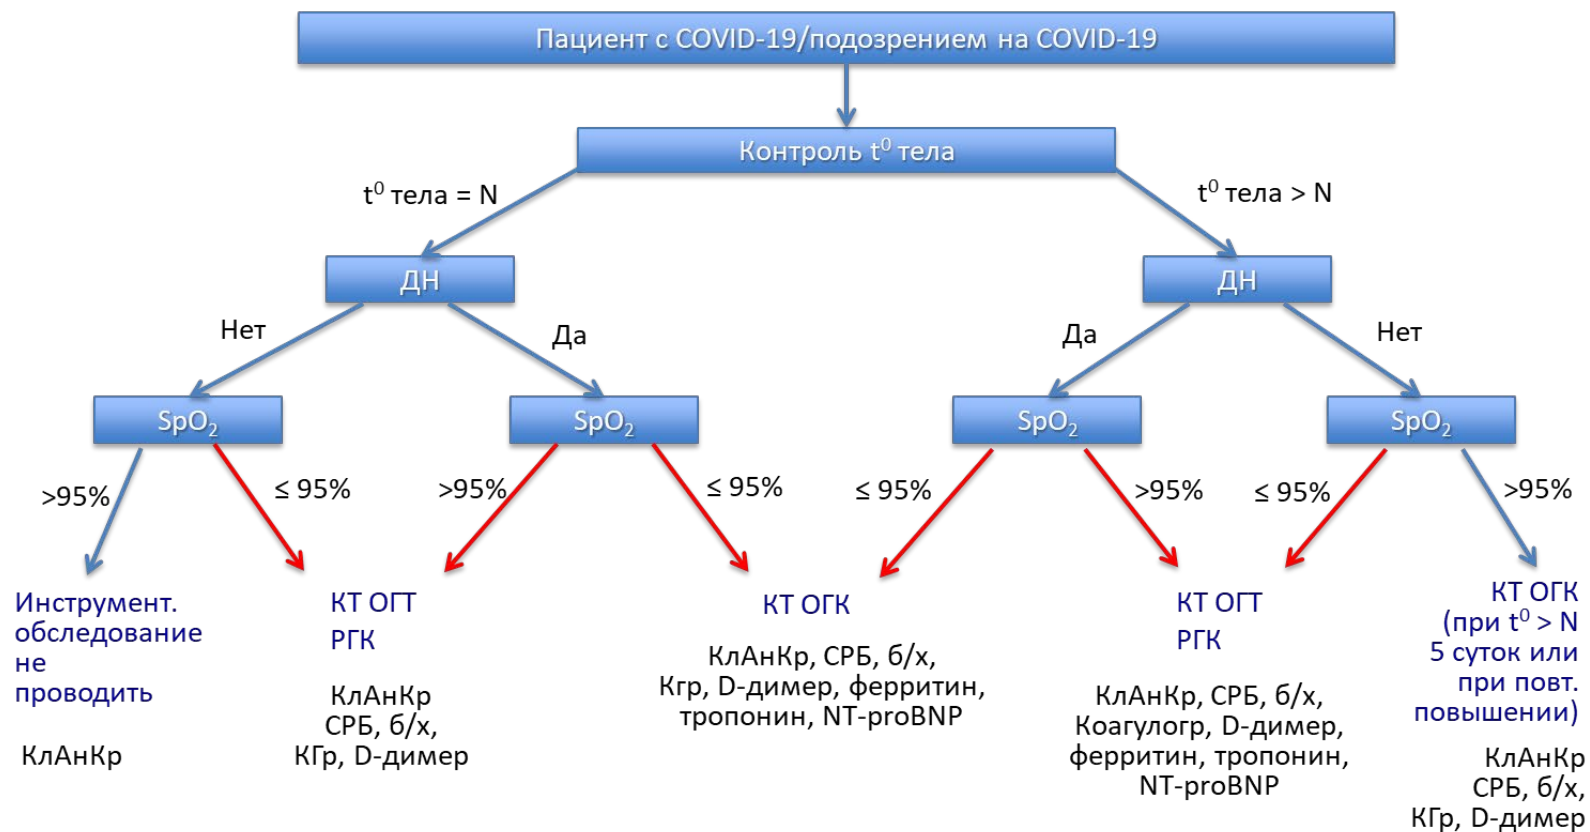 Пациент с COVID-19/подозрением на COVID-19
Контроль t⁰ тела
t⁰ тела = N
t⁰ тела > N
ДН
ДН
Нет
Да
Да
Нет
SpO₂
SpO₂
SpO₂
SpO₂
>95%
≤ 95%
>95%
≤ 95%
≤ 95%
>95%
≤ 95%
>95%
Инструмент.
обследование
не
проводить
КлАнКр
КТ ОГТ
РГК
КлАнКр
СРБ, б/х,
КГр, D-димер
КТ ОГК
КлАнКр, СРБ, б/х,
Кгр, D-димер, ферритин,
тропонин, NT-proBNP
КТ ОГТ
РГК
КлАнКр, СРБ, б/х,
Коагулогр, D-димер,
ферритин, тропонин,
NT-proBNP
КТ ОГК
(при t⁰ > N
5 суток или
при повт.
повышении)
КлАнКр
СРБ, б/х,
КГр, D-димер